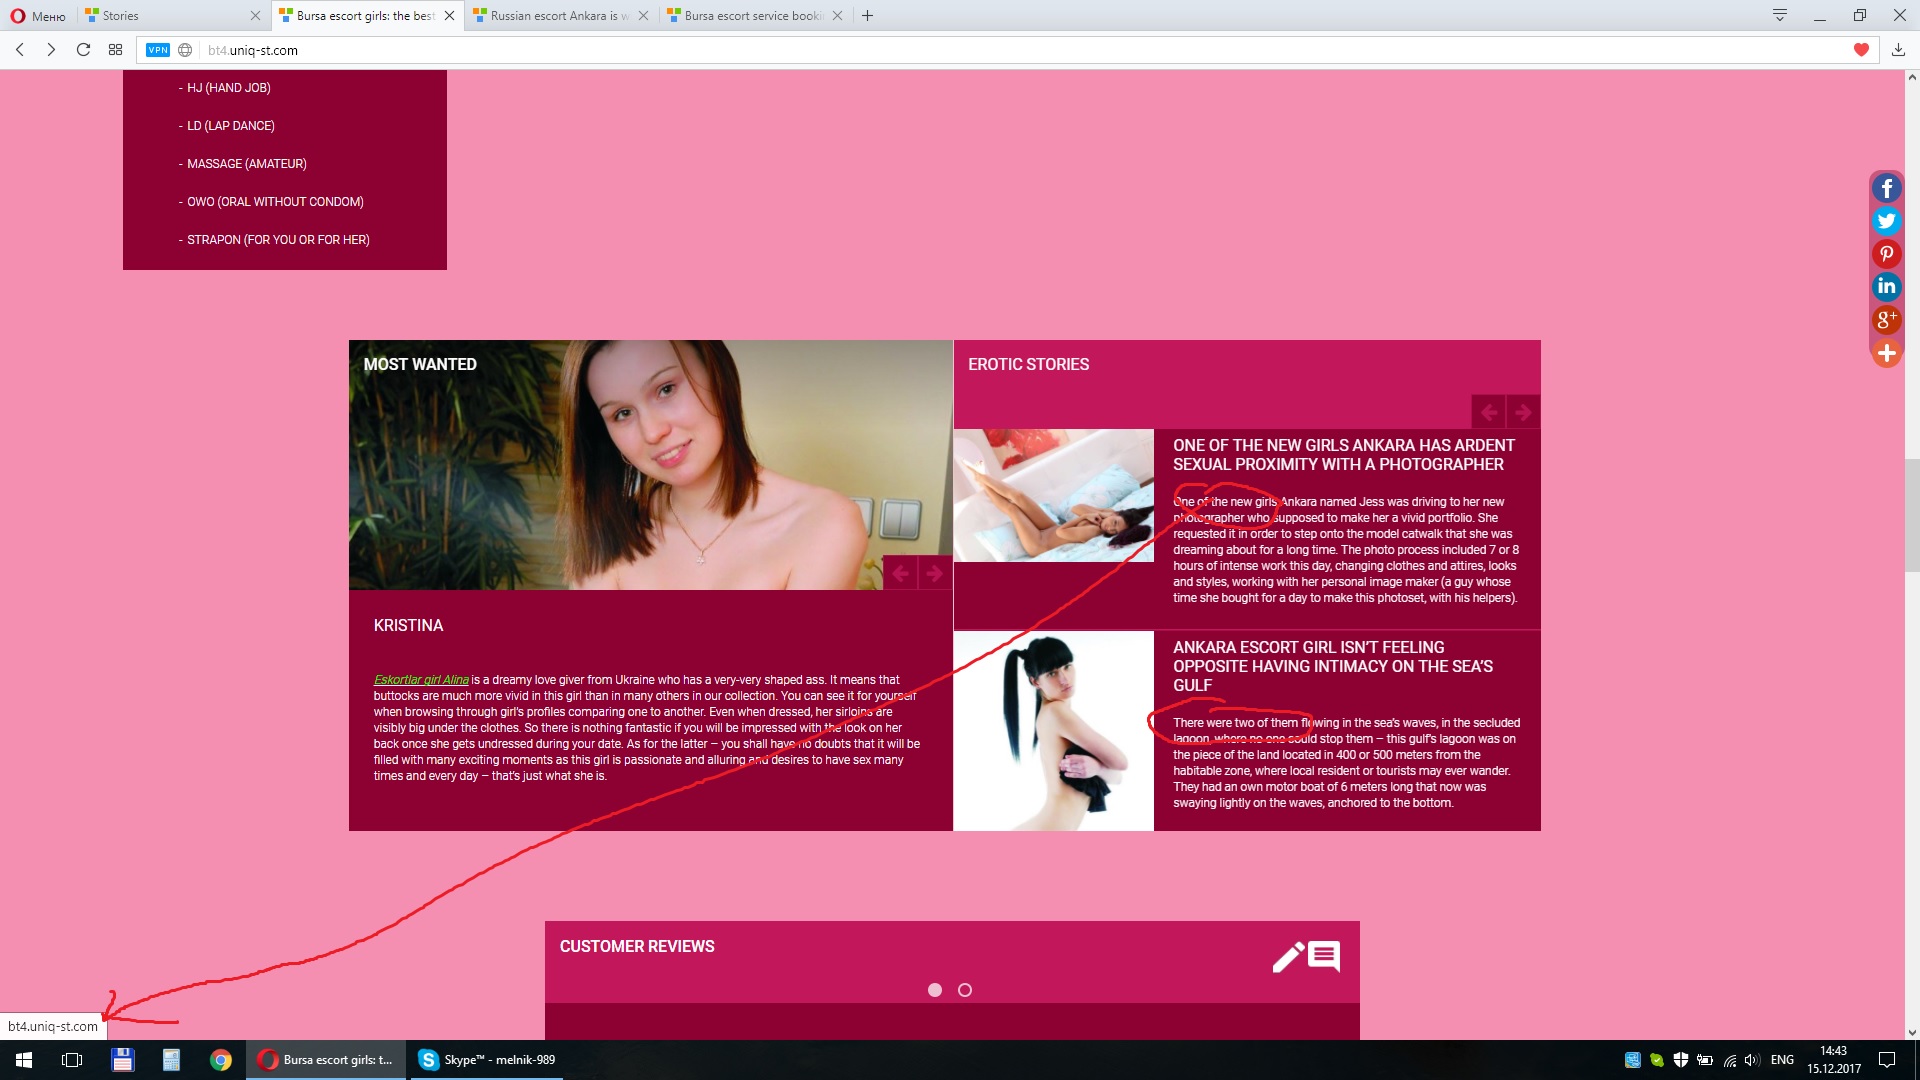 Меню
Stories
Bursa escort girls: the best
Russian escort Ankara is w
Bursa escort service booki
VPN
bt4.uniq-st.com
- HJ (HAND JOB)
- LD (LAP DANCE)
- MASSAGE (AMATEUR)
- OWO (ORAL WITHOUT CONDOM)
- STRAPON (FOR YOU OR FOR HER)
MOST WANTED
KRISTINA
Eskortlar girl Alina is a dreamy love giver from Ukraine who has a very-very shaped ass. It means that
buttocks are much more vivid in this girl than in many others in our collection. You can see it for yourself
when browsing through girl's profiles comparing one to another. Even when dressed, her sirloins are
visibly big under the clothes. So there is nothing fantastic if you will be impressed with the look on her
back once she gets undressed during your date. As for the latter – you shall have no doubts that it will be
filled with many exciting moments as this girl is passionate and alluring and desires to have sex many
times and every day – that's just what she is.
EROTIC STORIES
ONE OF THE NEW GIRLS ANKARA HAS ARDENT
SEXUAL PROXIMITY WITH A PHOTOGRAPHER
One of the new girls Ankara named Jess was driving to her new
photographer who supposed to make her a vivid portfolio. She
requested it in order to step onto the model catwalk that she was
dreaming about for a long time. The photo process included 7 or 8
hours of intense work this day, changing clothes and attires, looks
and styles, working with her personal image maker (a guy whose
time she bought for a day to make this photoset, with his helpers).
ANKARA ESCORT GIRL ISN'T FEELING
OPPOSITE HAVING INTIMACY ON THE SEA'S
GULF
There were two of them flowing in the sea's waves, in the secluded
lagoon, where no one could stop them – this gulf's lagoon was on
the piece of the land located in 400 or 500 meters from the
habitable zone, where local resident or tourists may ever wander.
They had an own motor boat of 6 meters long that now was
swaying lightly on the waves, anchored to the bottom.
CUSTOMER REVIEWS
bt4.uniq-st.com
Bursa escort girls: t...
Skype™ - melnik-989
ENG
14:43
15.12.2017